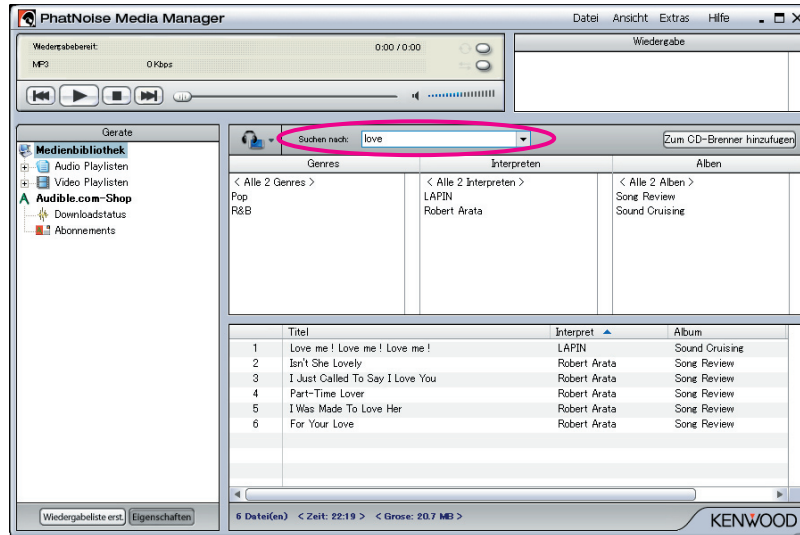 PhatNoise Media Manager
Datei Ansicht Extras Hilfe
Wiedergabebereit:
0:00 / 0:00
MP3 0 Kbps
Wiedergabe
Gerate
Medienbibliothek
Audio Playlisten
Video Playlisten
Audible.com-Shop
Downloadstatus
Abonnements
Suchen nach: love
Zum CD-Brenner hinzufugen
Genres Interpreten Alben
< Alle 2 Genres > < Alle 2 Interpreten > < Alle 2 Alben >
Pop LAPIN Song Review
R&B Robert Arata Sound Cruising
Titel Interpret Album
1 Love me ! Love me ! Love me ! LAPIN Sound Cruising
2 Isn't She Lovely Robert Arata Song Review
3 I Just Called To Say I Love You Robert Arata Song Review
4 Part-Time Lover Robert Arata Song Review
5 I Was Made To Love Her Robert Arata Song Review
6 For Your Love Robert Arata Song Review
Wiedergabeliste erst. Eigenschaften
6 Datei(en) < Zeit: 22:19 > < Grose: 20.7 MB >
KENWOOD